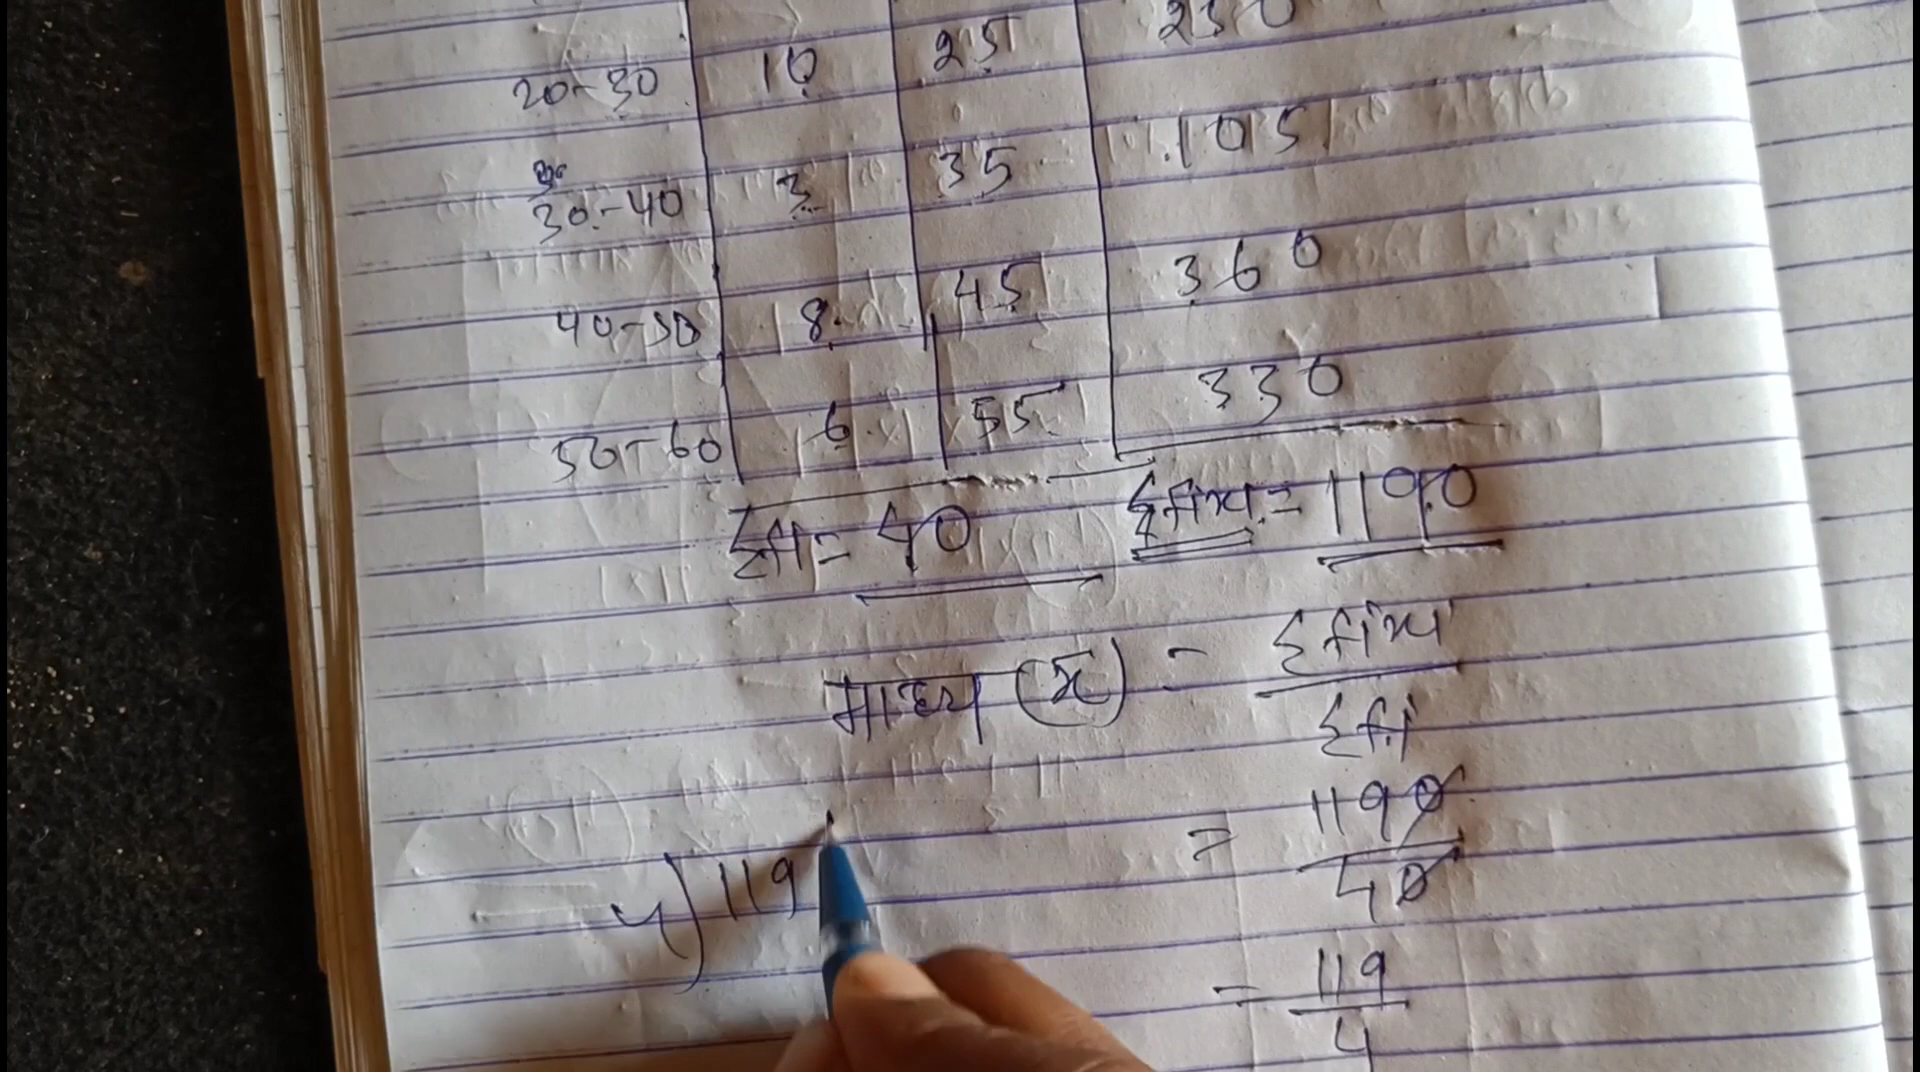 20-30 10 25 250
30-40 3 35 105
40-50 8 45 360
50-60 6 55 330
Σfi = 40 Σfixi = 1190
माध्य (x̄) = Σfixi / Σfi
= 1190 / 40
4)119
= 119 / 4